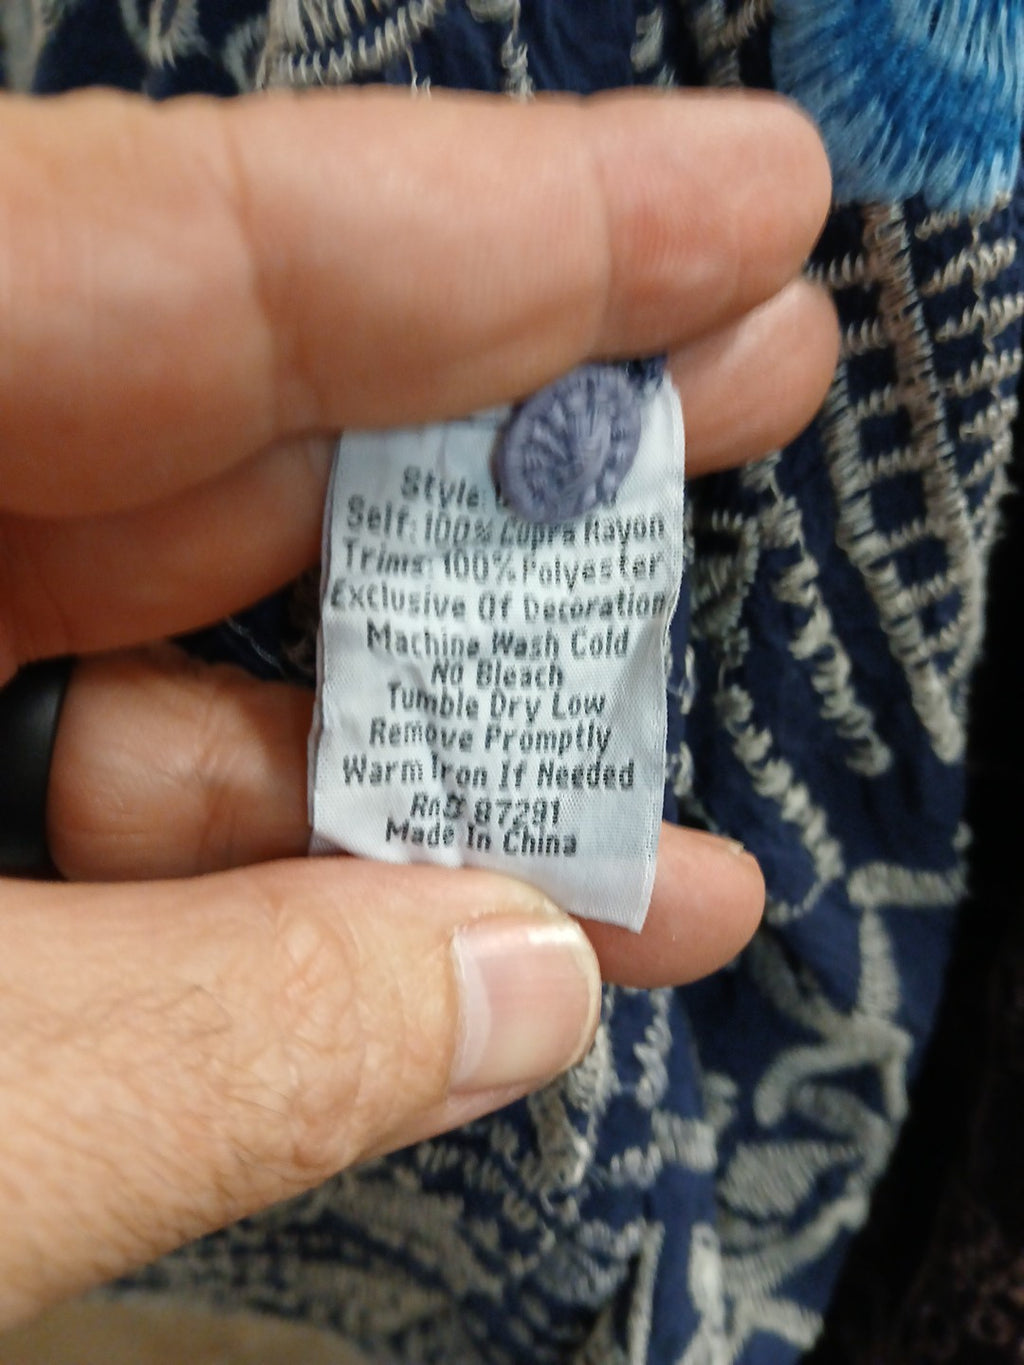 Style:
Self: 100% Cupra Rayon
Trims: 100% Polyester
Exclusive Of Decoration
Machine Wash Cold
No Bleach
Tumble Dry Low
Remove Promptly
Warm Iron If Needed
Rn# 87291
Made In China